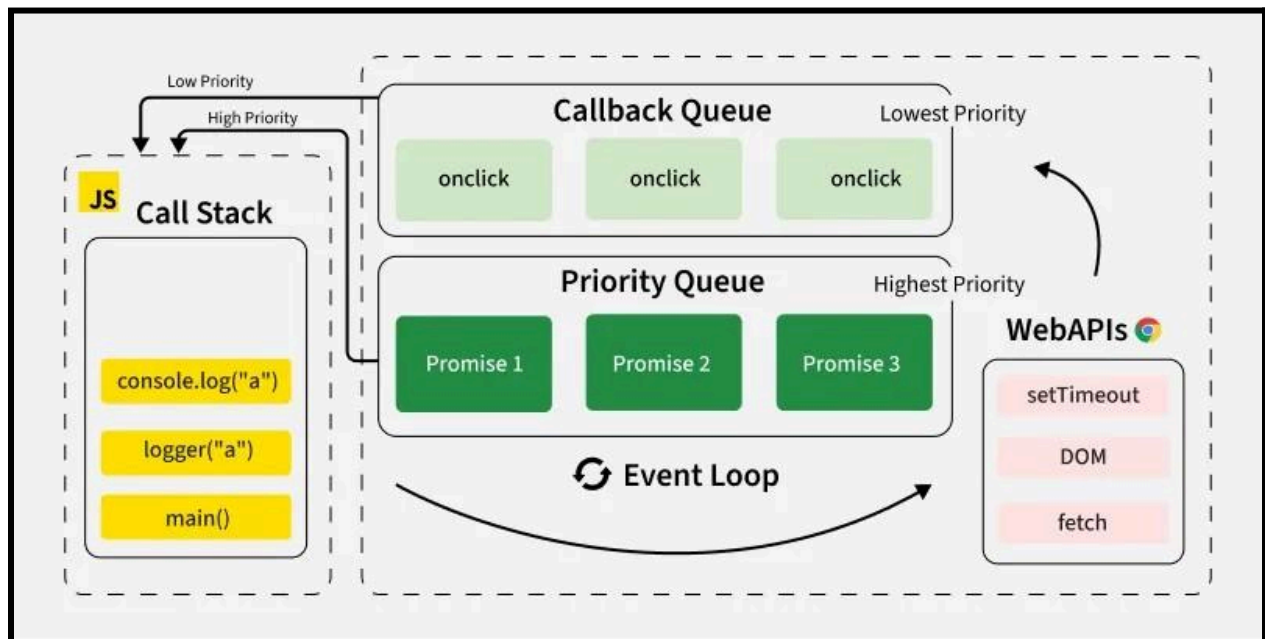 Low Priority
High Priority
Callback Queue
Lowest Priority
onclick
onclick
onclick
JS
Call Stack
Priority Queue
Highest Priority
Promise 1
Promise 2
Promise 3
WebAPIs
console.log("a")
logger("a")
main()
setTimeout
DOM
fetch
Event Loop